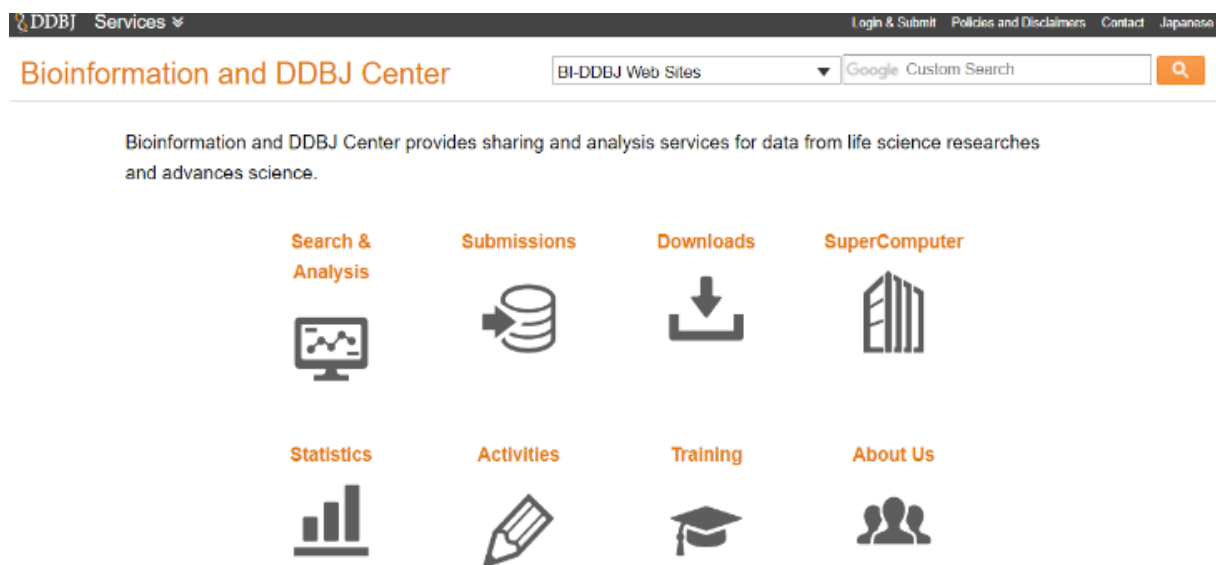 DDBJ Services Login & Submit Policies and Disclaimers Contact Japanese
Bioinformation and DDBJ Center BI-DDBJ Web Sites Google Custom Search
Bioinformation and DDBJ Center provides sharing and analysis services for data from life science researches
and advances science.
Search & Submissions Downloads SuperComputer
Analysis
Statistics Activities Training About Us